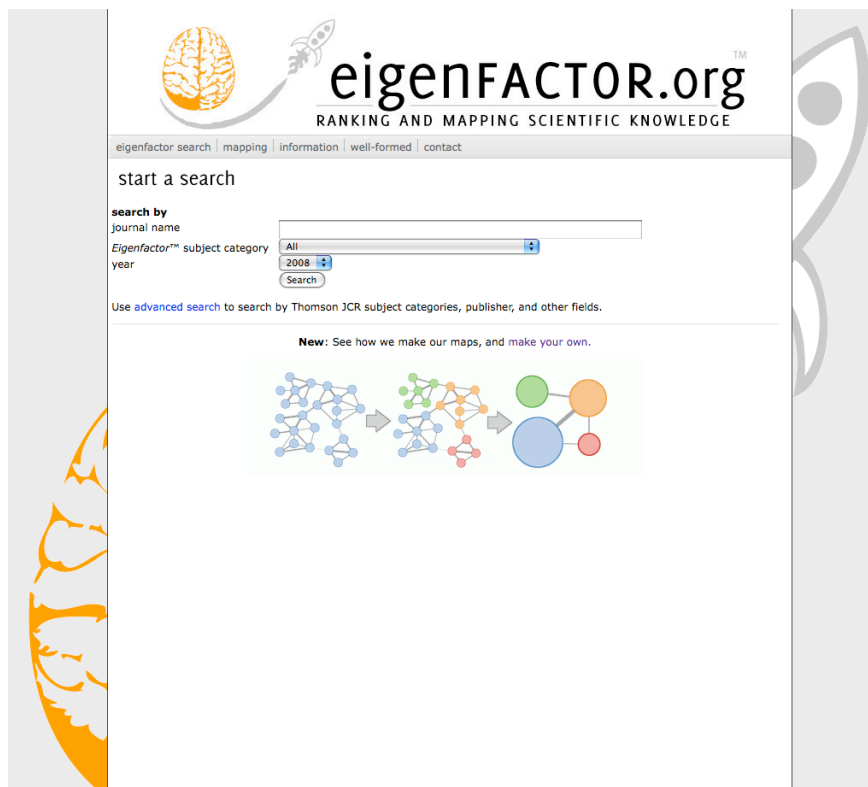 eigenFACTOR.org™
RANKING AND MAPPING SCIENTIFIC KNOWLEDGE
eigenfactor search | mapping | information | well-formed | contact
start a search
search by
journal name
Eigenfactor™ subject category All
year 2008
Search
Use advanced search to search by Thomson JCR subject categories, publisher, and other fields.
New: See how we make our maps, and make your own.